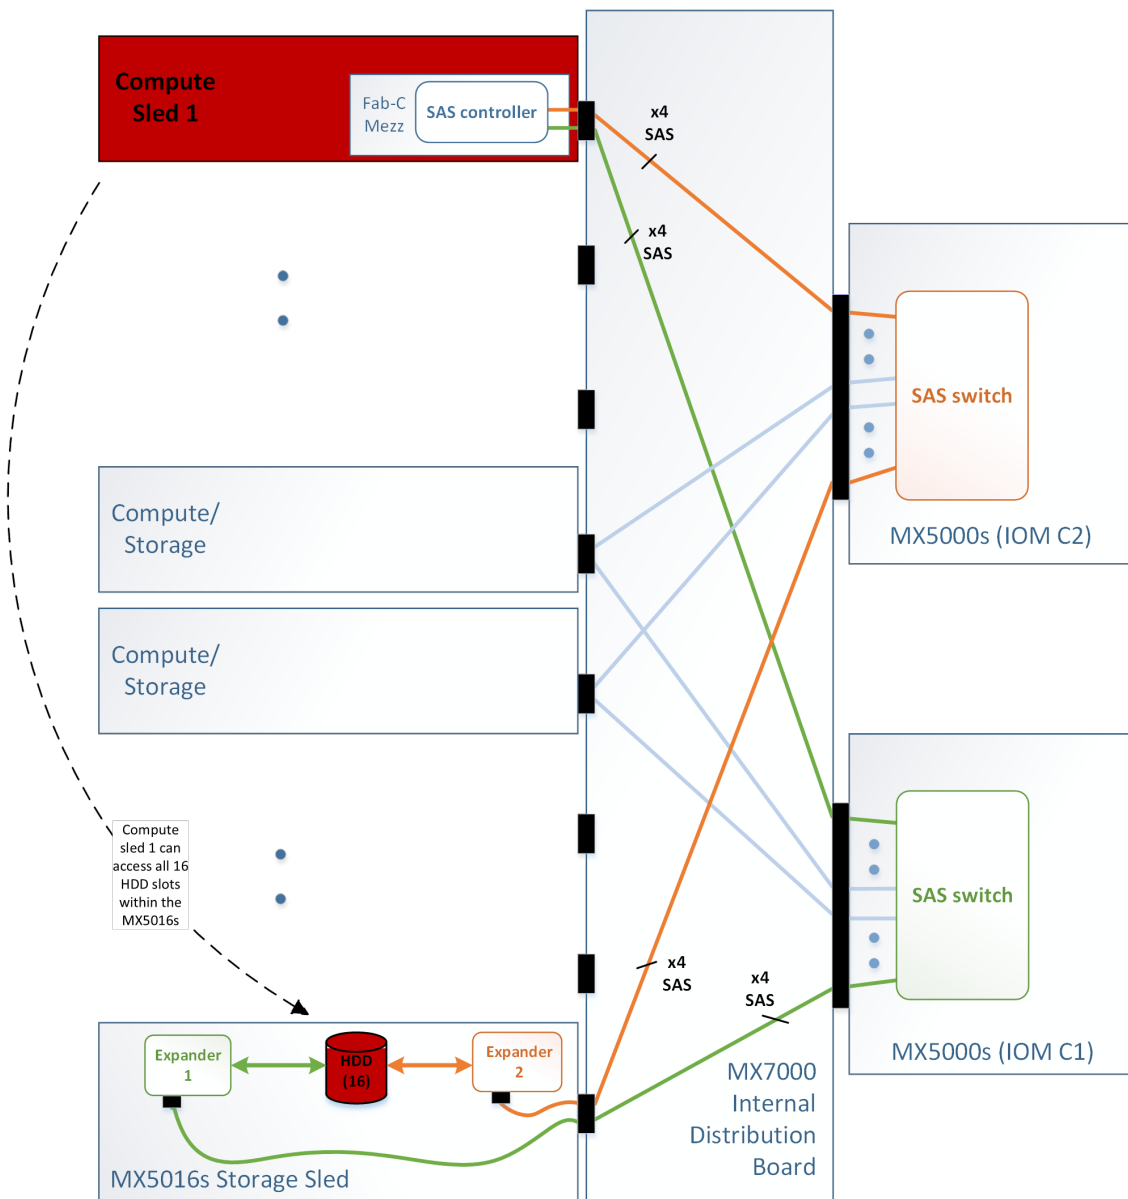 Compute
Sled 1
Fab-C
Mezz
SAS controller
x4
SAS
x4
SAS
SAS switch
MX5000s (IOM C2)
Compute/
Storage
Compute/
Storage
Compute
sled 1 can
access all 16
HDD slots
within the
MX5016s
SAS switch
MX5000s (IOM C1)
x4
SAS
x4
SAS
Expander
1
HDD
(16)
Expander
2
MX5016s Storage Sled
MX7000
Internal
Distribution
Board